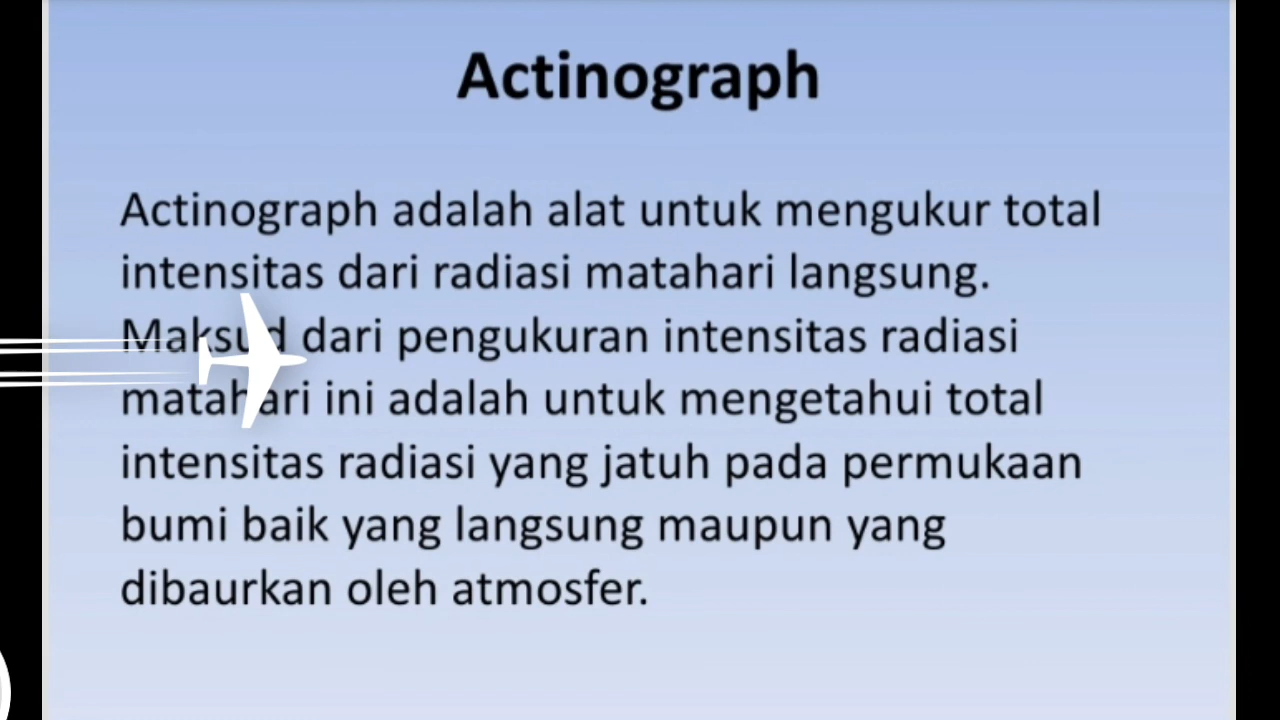 Actinograph
Actinograph adalah alat untuk mengukur total
intensitas dari radiasi matahari langsung.
Maksud dari pengukuran intensitas radiasi
matahari ini adalah untuk mengetahui total
intensitas radiasi yang jatuh pada permukaan
bumi baik yang langsung maupun yang
dibaurkan oleh atmosfer.